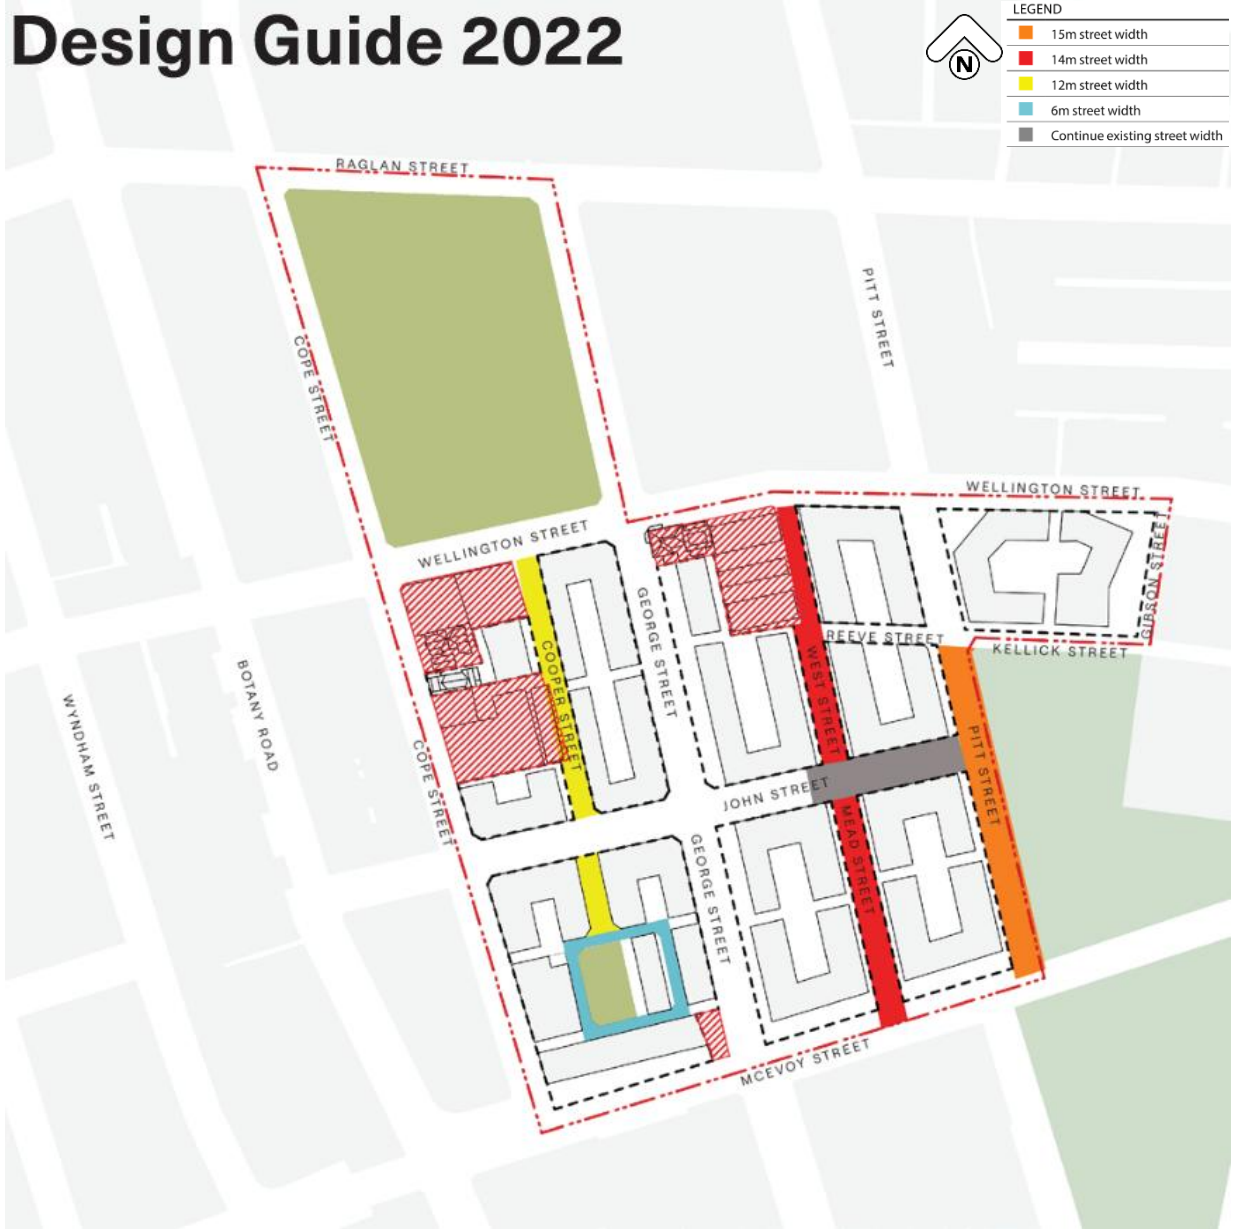 Design Guide 2022
LEGEND
15m street width
14m street width
12m street width
6m street width
Continue existing street width
N
RAGLAN STREET
PITT STREET
COPE STREET
WELLINGTON STREET
WELLINGTON STREET
GIBSON STREET
GEORGE STREET
REEVE STREET
KELLICK STREET
COOPER STREET
WEST STREET
BOTANY ROAD
WYNDHAM STREET
COPE STREET
PITT STREET
JOHN STREET
MEAD STREET
GEORGE STREET
MCEVOY STREET